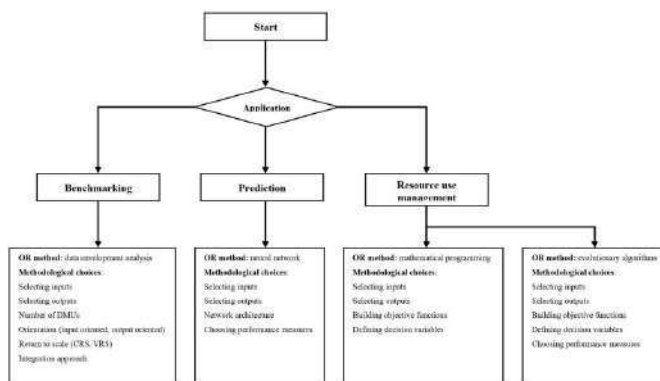 Start
Application
Benchmarking
Prediction
Resource use
management
OR method: data envelopment analysis
Methodological choices:
Selecting inputs
Selecting outputs
Number of DMUs
Orientation (input oriented, output oriented)
Return to scale (CRS, VRS)
Integration approach
OR method: neural network
Methodological choices:
Selecting inputs
Selecting outputs
Network architecture
Choosing performance measures
OR method: mathematical programming
Methodological choices:
Selecting inputs
Selecting outputs
Building objective functions
Defining decision variables
OR method: evolutionary algorithms
Methodological choices:
Selecting inputs
Selecting outputs
Building objective functions
Defining decision variables
Choosing performance measures